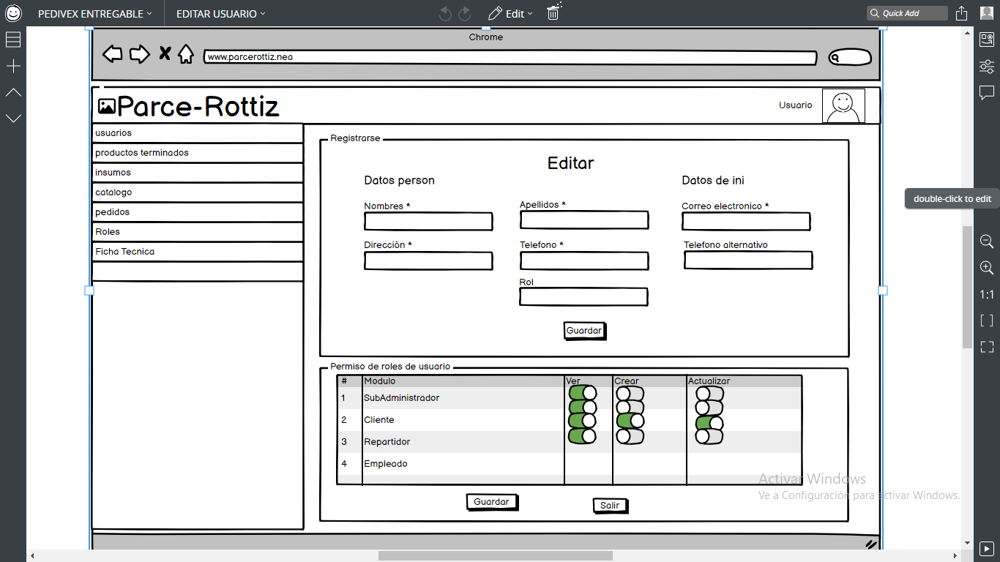 PEDIVEX ENTREGABLE
EDITAR USUARIO
Edit
Quick Add
Chrome
www.parcerottiz.nea
Parce-Rottiz
Usuario
usuarios
productos terminados
insumos
catalogo
pedidos
Roles
Ficha Tecnica
Registrarse
Editar
Datos person
Datos de ini
double-click to edit
Nombres *
Apellidos *
Correo electronico *
Dirección *
Telefono *
Telefono alternativo
Rol
1:1
Guardar
Permiso de roles de usuario
# Modulo Ver Crear Actualizar
1 SubAdministrador
2 Cliente
3 Repartidor
4 Empleado
Activar Windows
Ve a Configuración para activar Windows.
Guardar
Salir